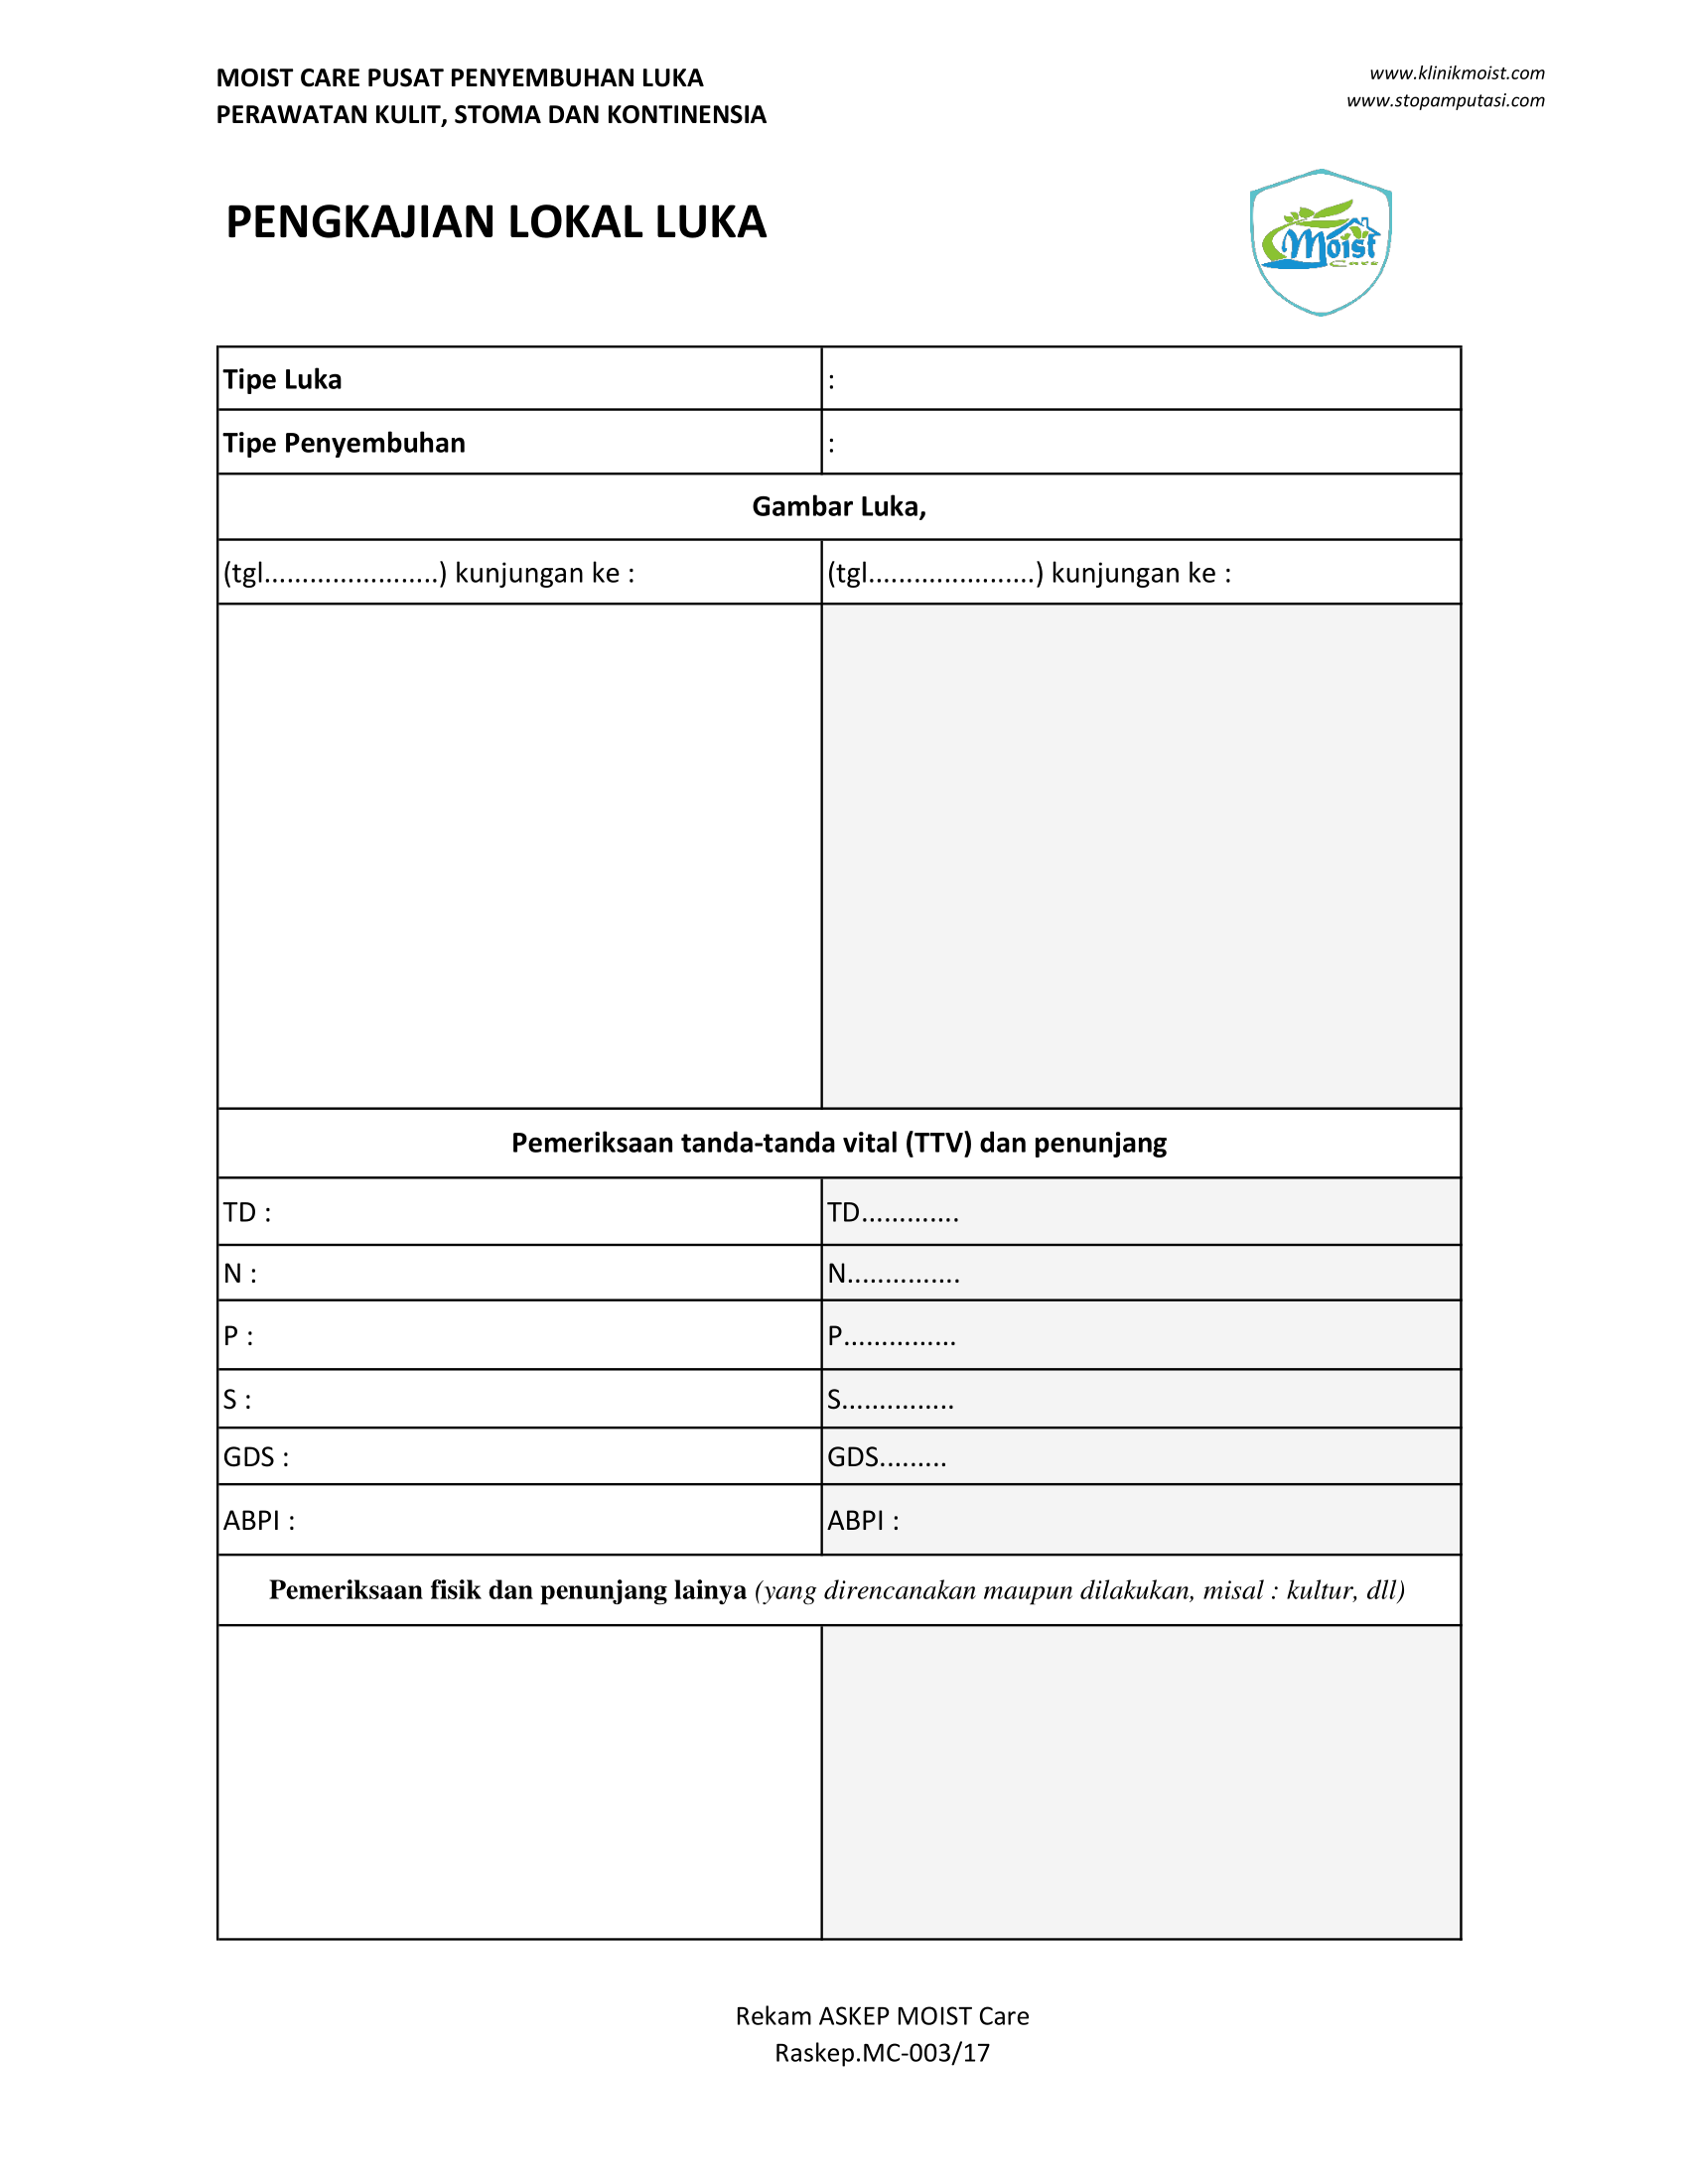 MOIST CARE PUSAT PENYEMBUHAN LUKA
PERAWATAN KULIT, STOMA DAN KONTINENSIA
www.klinikmoist.com
www.stopamputasi.com
PENGKAJIAN LOKAL LUKA
Moist
Care
Tipe Luka :
Tipe Penyembuhan :
Gambar Luka,
(tgl.......................) kunjungan ke : (tgl......................) kunjungan ke :
Pemeriksaan tanda-tanda vital (TTV) dan penunjang
TD : TD.............
N : N...............
P : P...............
S : S...............
GDS : GDS.........
ABPI : ABPI :
Pemeriksaan fisik dan penunjang lainya (yang direncanakan maupun dilakukan, misal : kultur, dll)
Rekam ASKEP MOIST Care
Raskep.MC-003/17